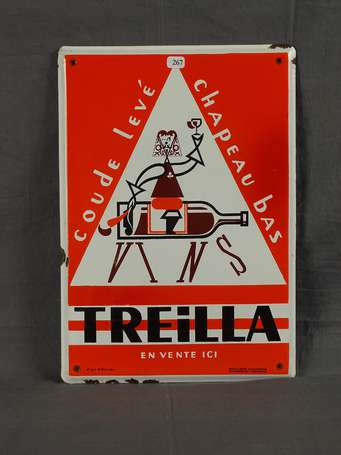 267
coude levé
chapeau bas
VINS
TREiLLA
EN VENTE ICI